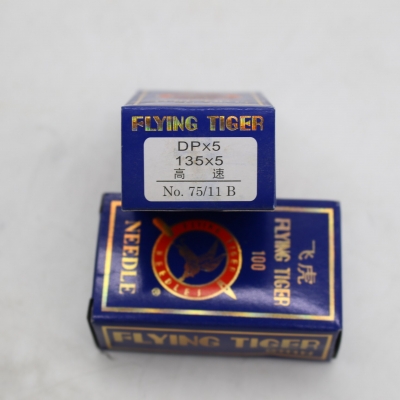 FLYING TIGER
DP×5
135×5
高 速
No. 75/11 B
飞虎
FLYING TIGER
100
NEEDLE
®
FLYING TIGER